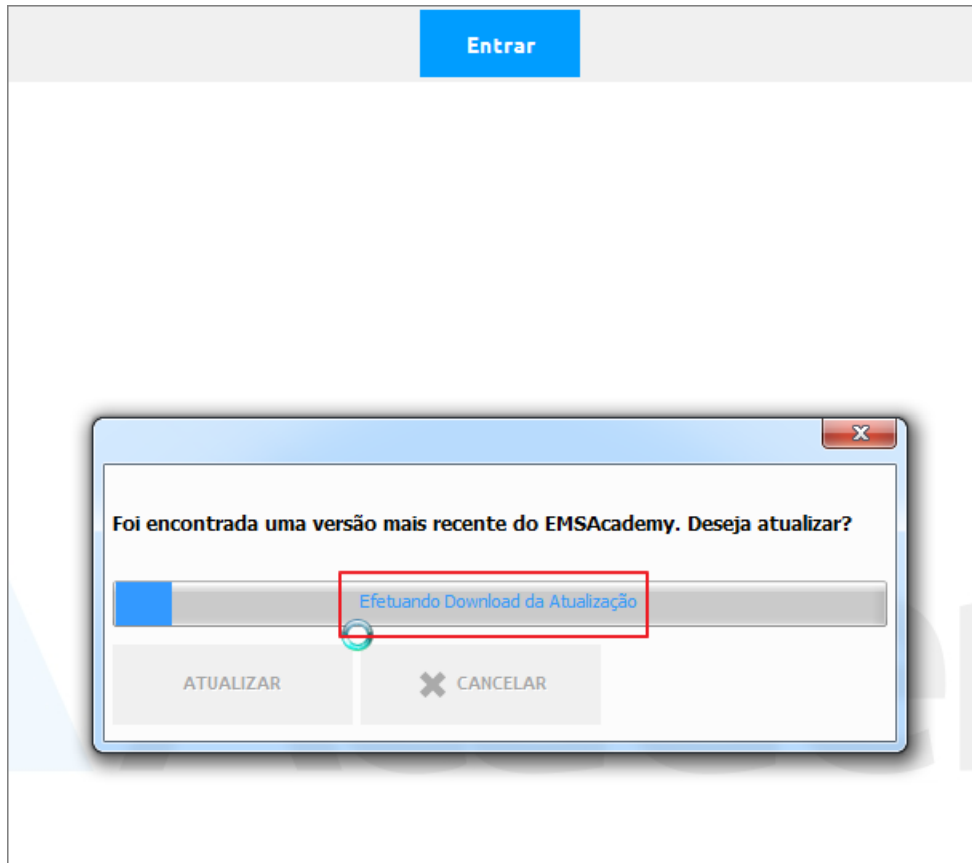 Entrar
Foi encontrada uma versão mais recente do EMSAcademy. Deseja atualizar?
Efetuando Download da Atualização
ATUALIZAR
CANCELAR